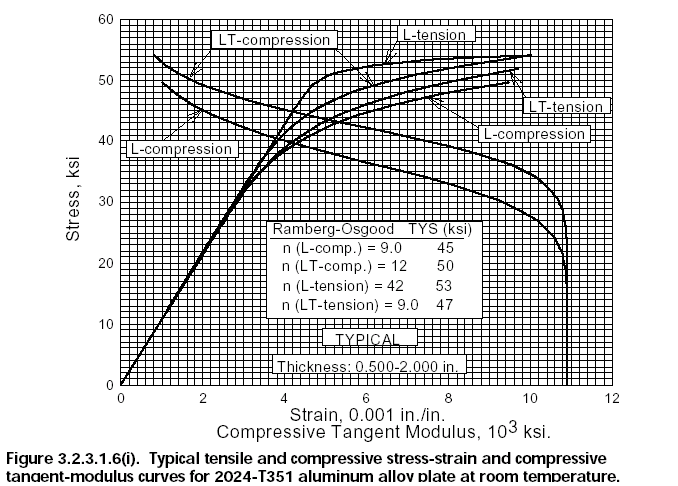 60
50
40
30
20
10
0
Stress, ksi
LT-compression
L-tension
LT-tension
L-compression
L-compression
Ramberg-Osgood TYS (ksi)
n (L-comp.) = 9.0 45
n (LT-comp.) = 12 50
n (L-tension) = 42 53
n (LT-tension) = 9.0 47
TYPICAL
Thickness: 0.500-2.000 in.
0 2 4 6 8 10 12
Strain, 0.001 in./in.
Compressive Tangent Modulus, 10³ ksi.
Figure 3.2.3.1.6(i). Typical tensile and compressive stress-strain and compressive
tangent-modulus curves for 2024-T351 aluminum alloy plate at room temperature.